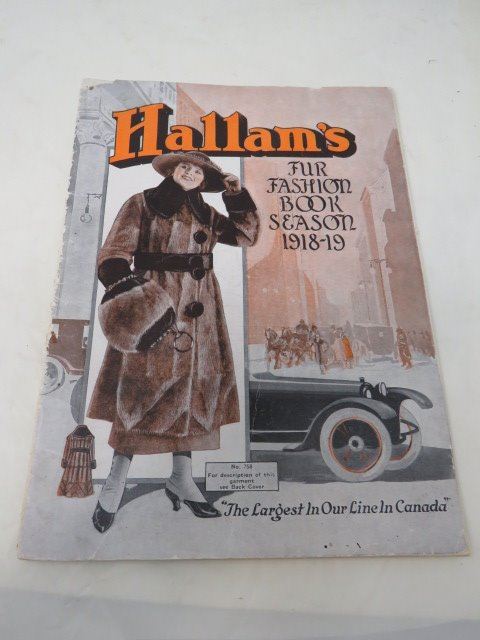 Hallam's
FUR
FASHION
BOOK
SEASON
1918-19
No. 758
For description of this
garment
see Back Cover
"The Largest In Our Line In Canada"